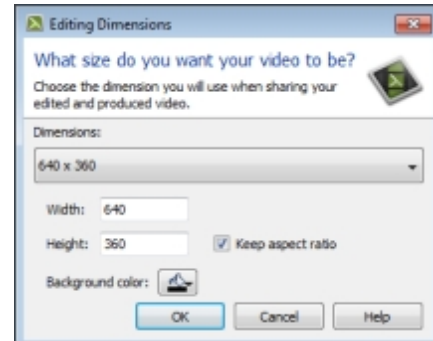 Editing Dimensions
What size do you want your video to be?
Choose the dimension you will use when sharing your
edited and produced video.
Dimensions:
640 x 360
Width: 640
Height: 360 Keep aspect ratio
Background color:
OK Cancel Help